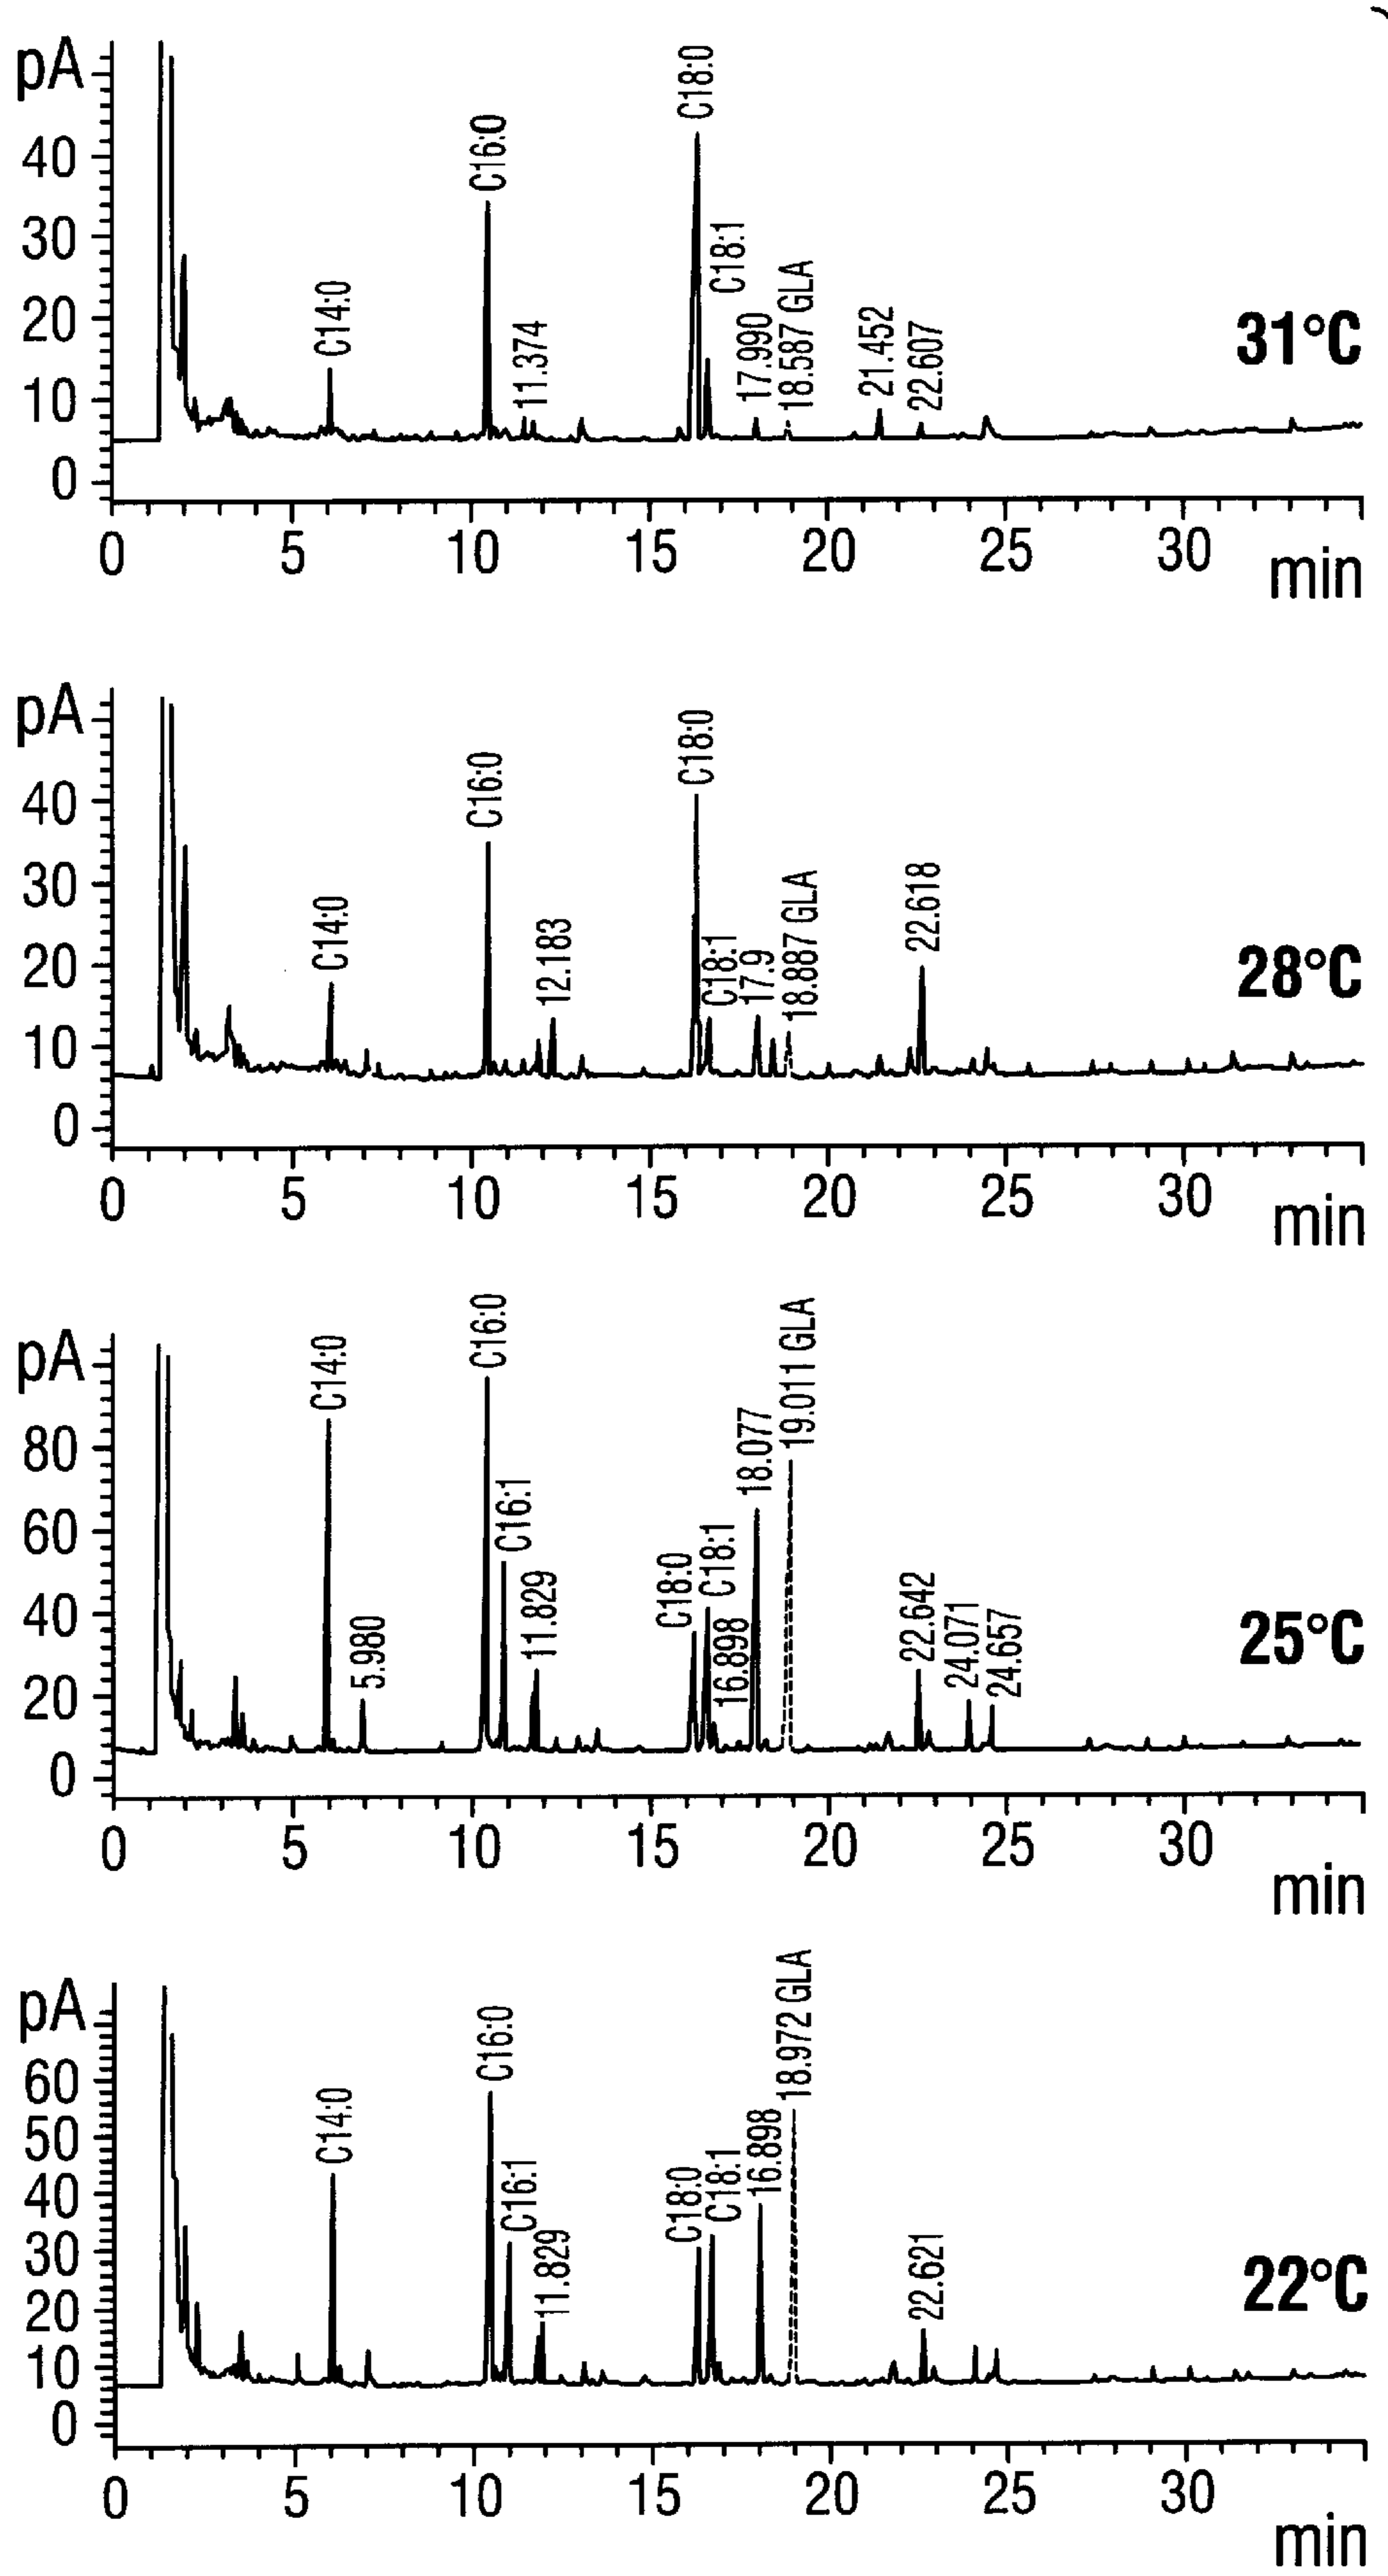 pA
40
30
20
10
0
C14:0
C16:0
11.374
C18:0
C18:1
17.990
18.587 GLA
21.452
22.607
31°C
0 5 10 15 20 25 30
min
pA
40
30
20
10
0
C14:0
C16:0
12.183
C18:0
C18:1
17.9
18.887 GLA
22.618
28°C
0 5 10 15 20 25 30
min
pA
80
60
40
20
0
C14:0
5.980
C16:0
C16:1
11.829
C18:0
C18:1
16.898
18.077
19.011 GLA
22.642
24.071
24.657
25°C
0 5 10 15 20 25 30
min
pA
60
50
40
30
20
10
0
C14:0
C16:0
C16:1
11.829
C18:0
C18:1
16.898
18.972 GLA
22.621
22°C
0 5 10 15 20 25 30
min